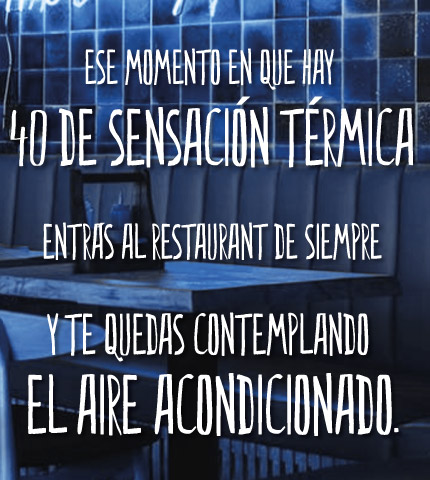 ESE MOMENTO EN QUE HAY
40 DE SENSACIÓN TÉRMICA
ENTRÁS AL RESTAURANT DE SIEMPRE
Y TE QUEDAS CONTEMPLANDO
EL AIRE ACONDICIONADO.